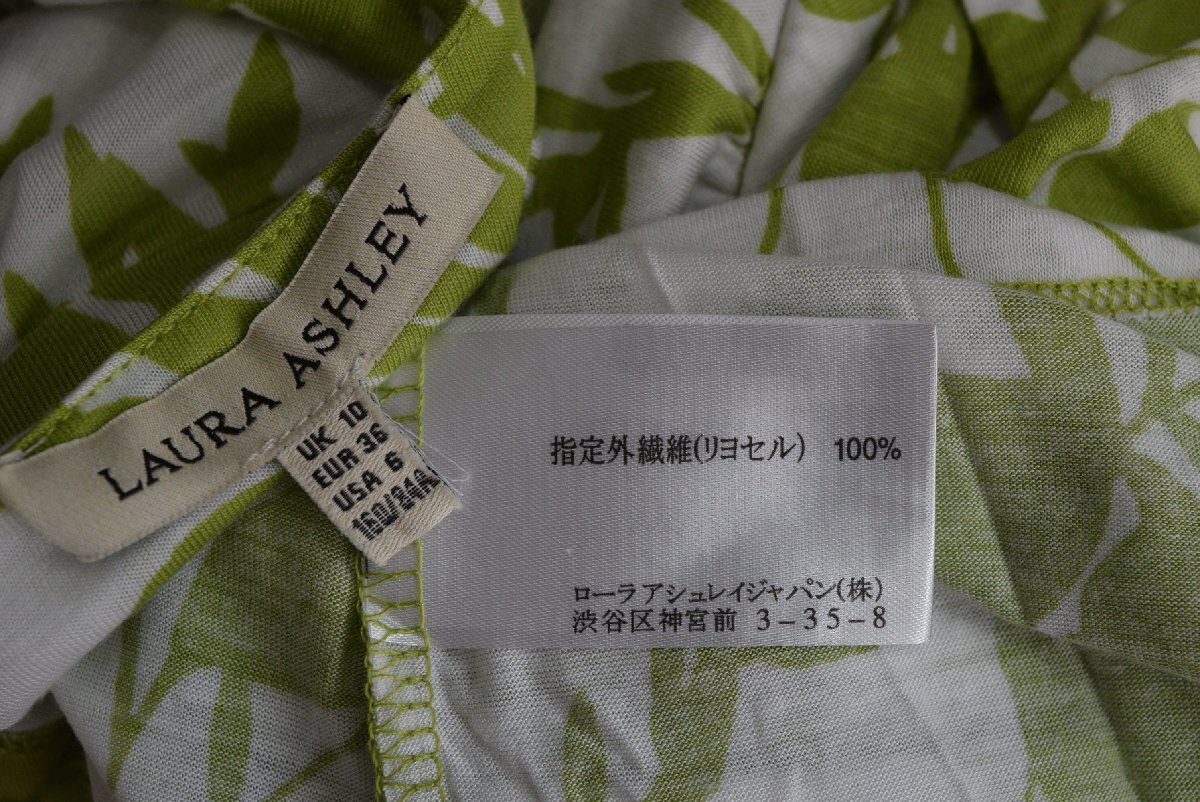 LAURA ASHLEY
UK 10
EUR 36
USA 6
指定外繊維(リヨセル) 100%
ローラアシュレイジャパン(株)
渋谷区神宮前 3-35-8